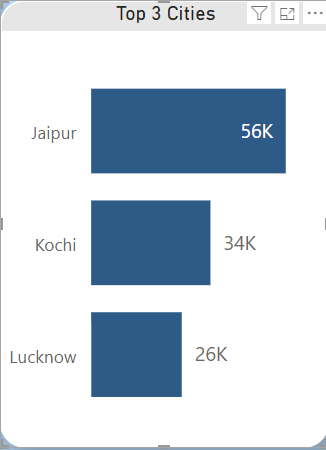 Top 3 Cities
Jaipur 56K
Kochi 34K
Lucknow 26K